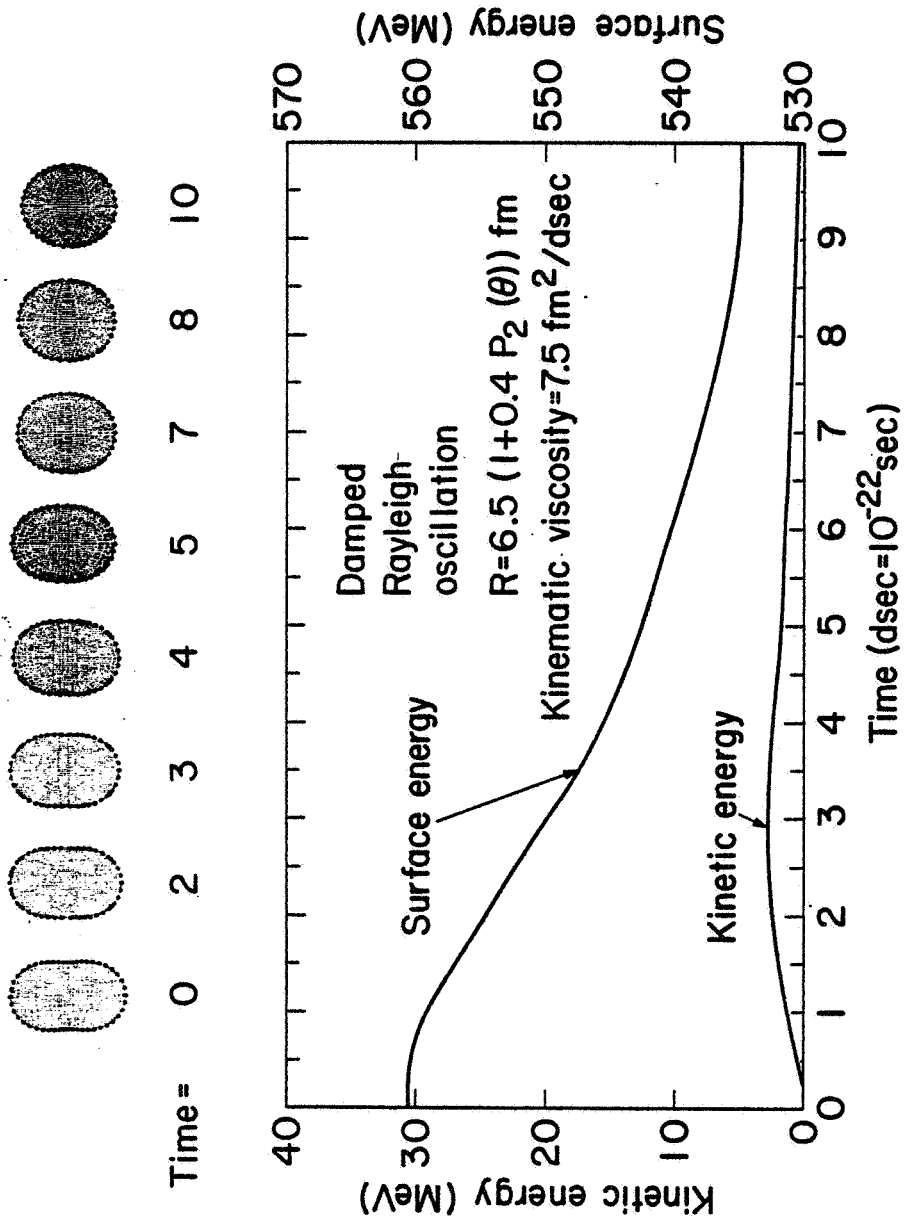 Time = 0 2 3 4 5 7 8 10
Kinetic energy (MeV)
40
30
20
10
0
Damped
Rayleigh-
oscillation
R=6.5 (1+0.4 P₂ (θ)) fm
Kinematic viscosity=7.5 fm²/dsec
Surface energy
Kinetic energy
570
560
550
540
530
Surface energy (MeV)
0 1 2 3 4 5 6 7 8 9 10
Time (dsec=10⁻²²sec)